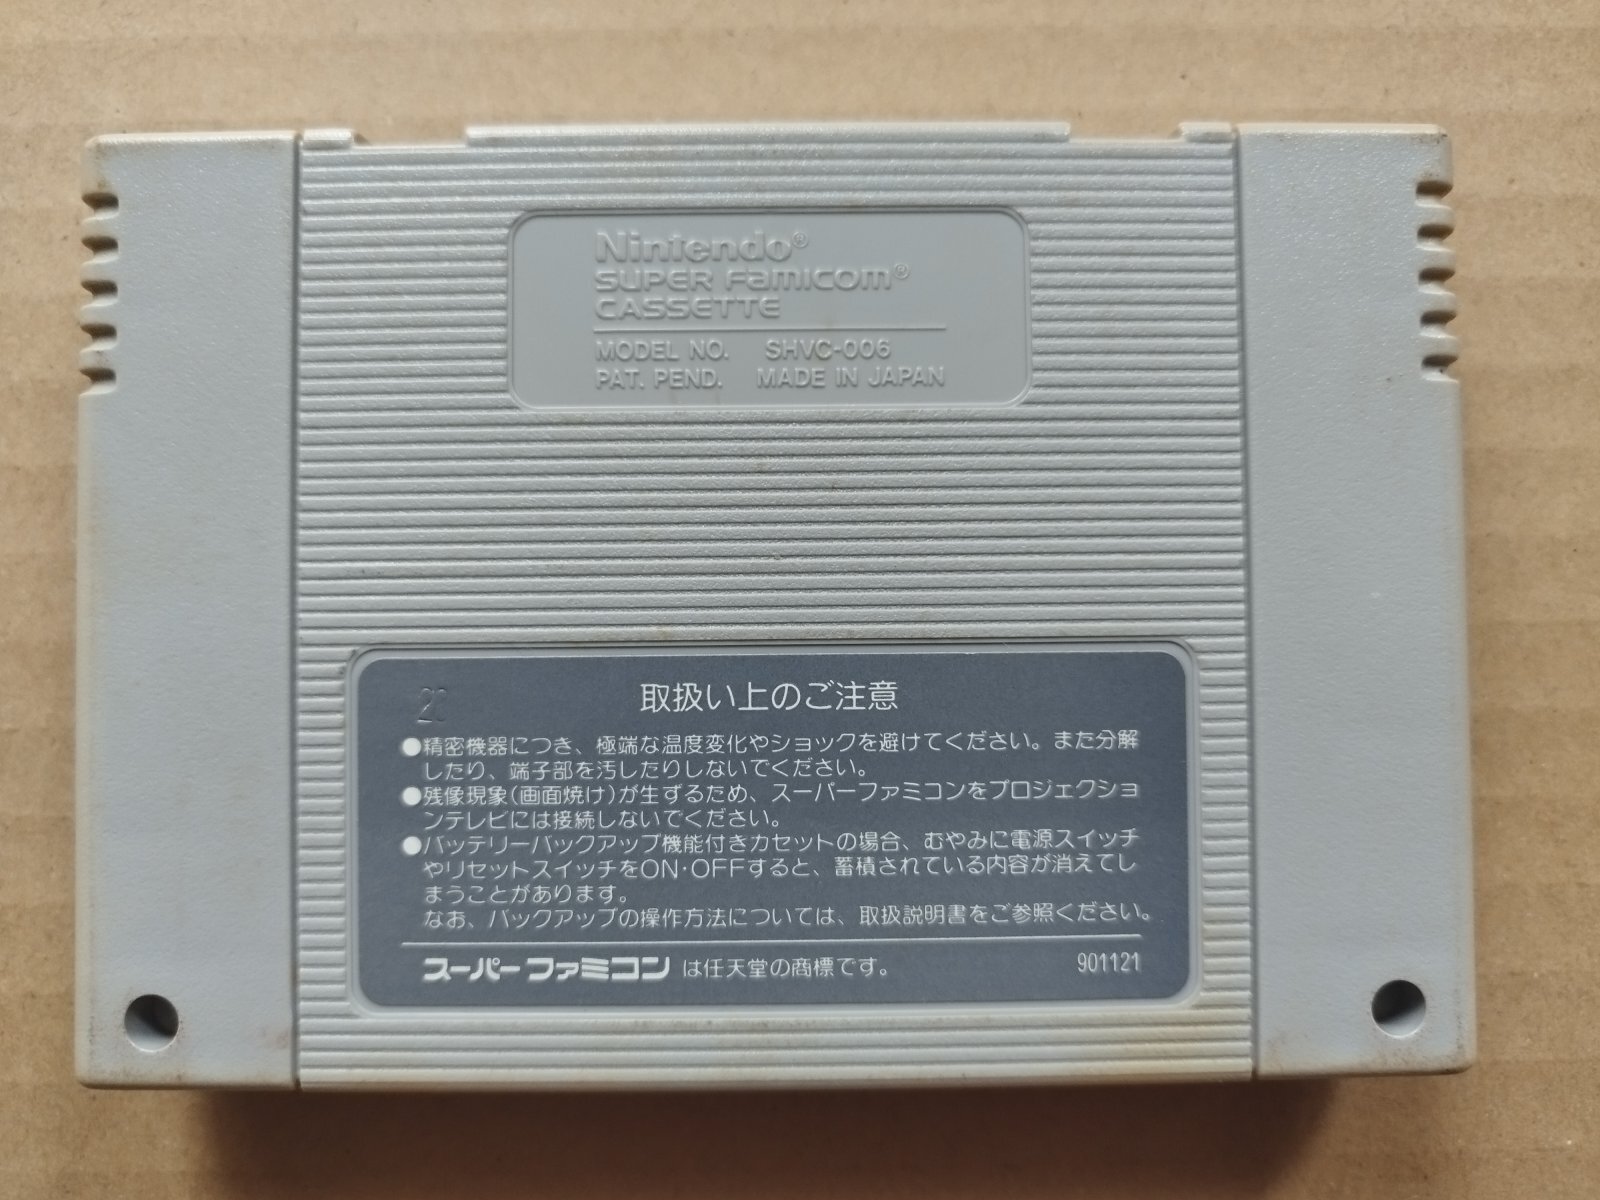 Nintendo®
SUPER FAMICOM®
CASSETTE
MODEL NO. SHVC-006
PAT. PEND. MADE IN JAPAN
取扱い上のご注意
●精密機器につき、極端な温度変化やショックを避けてください。また分解
したり、端子部を汚したりしないでください。
●残像現象(画面焼け)が生ずるため、スーパーファミコンをプロジェクショ
ンテレビには接続しないでください。
●バッテリーバックアップ機能付きカセットの場合、むやみに電源スイッチ
やリセットスイッチをON・OFFすると、蓄積されている内容が消えてし
まうことがあります。
なお、バックアップの操作方法については、取扱説明書をご参照ください。
スーパーファミコン は任天堂の商標です。 901121